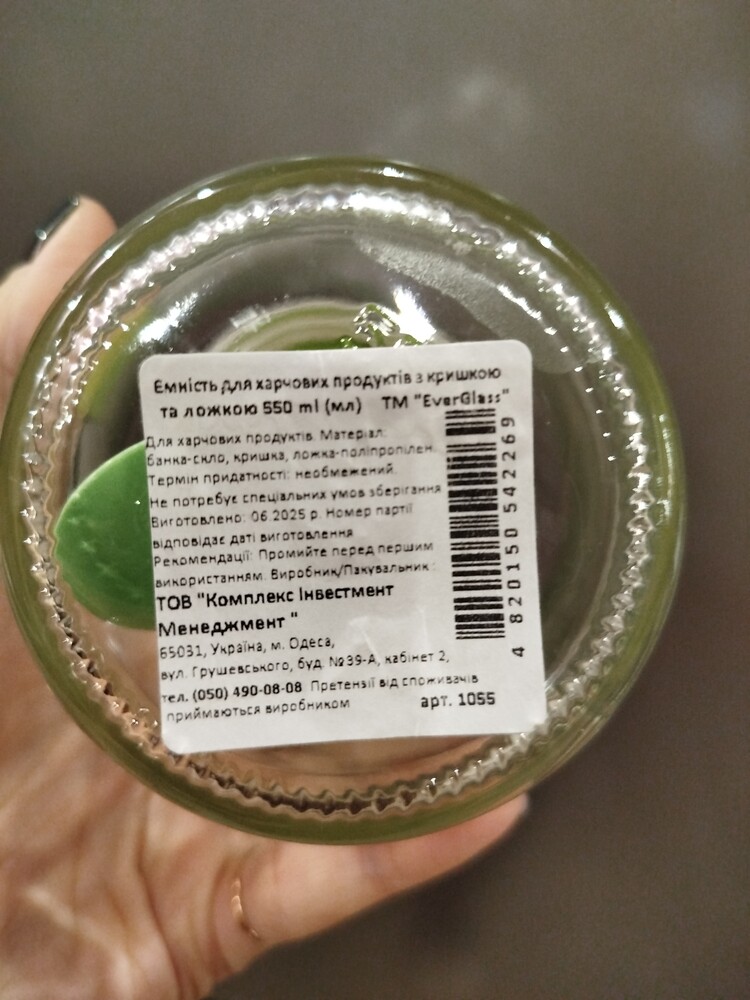 Ємність для харчових продуктів з кришкою
та ложкою 550 ml (мл) ТМ "EverGlass"
Для харчових продуктів. Матеріал:
банка-скло, кришка, ложка-поліпропілен.
Термін придатності: необмежений.
Не потребує спеціальних умов зберігання
Виготовлено: 06.2025 р. Номер партії
відповідає даті виготовлення
Рекомендації: Промийте перед першим
використанням. Виробник/Пакувальник:
ТОВ "Комплекс Інвестмент
Менеджмент "
65031, Україна, м. Одеса,
вул. Грушевського, буд. №39-А, кабінет 2,
тел. (050) 490-08-08 Претензії від споживачів
приймаються виробником арт. 1055
4 820150 542269